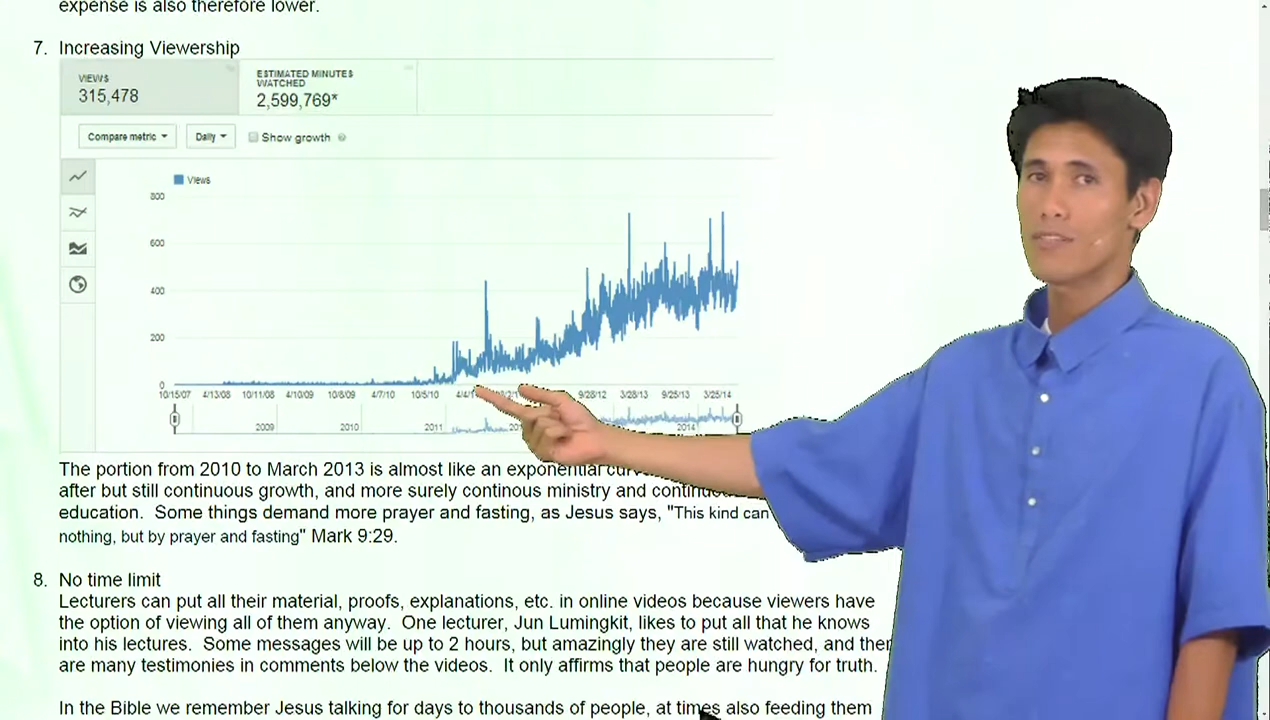 expense is also therefore lower.
7. Increasing Viewership
VIEWS
315,478
ESTIMATED MINUTES
WATCHED
2,599,769*
Compare metric
Daily
Show growth
Views
800
600
400
200
0
10/15/07 4/13/08 10/11/08 4/10/09 10/8/09 4/7/10 10/5/10 9/28/12 3/28/13 9/25/13 3/25/14
2009 2010 2011 2014
The portion from 2010 to March 2013 is almost like an exponential
after but still continuous growth, and more surely continous ministry and
education. Some things demand more prayer and fasting, as Jesus says, "This kind can
nothing, but by prayer and fasting" Mark 9:29.
8. No time limit
Lecturers can put all their material, proofs, explanations, etc. in online videos because viewers have
the option of viewing all of them anyway. One lecturer, Jun Lumingkit, likes to put all that he knows
into his lectures. Some messages will be up to 2 hours, but amazingly they are still watched, and ther
are many testimonies in comments below the videos. It only affirms that people are hungry for truth.
In the Bible we remember Jesus talking for days to thousands of people, at times also feeding them